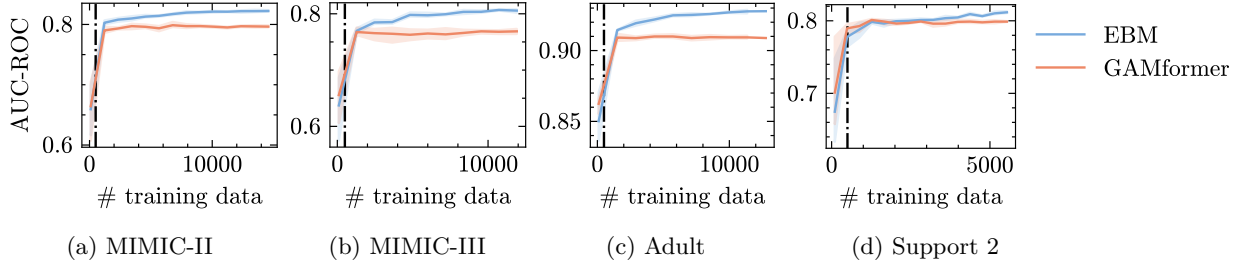 AUC-ROC
0.8
0.6
0
10000
# training data
(a) MIMIC-II
0.8
0.6
0
10000
# training data
(b) MIMIC-III
0.90
0.85
0
10000
# training data
(c) Adult
0.8
0.7
0
5000
# training data
(d) Support 2
EBM
GAMformer